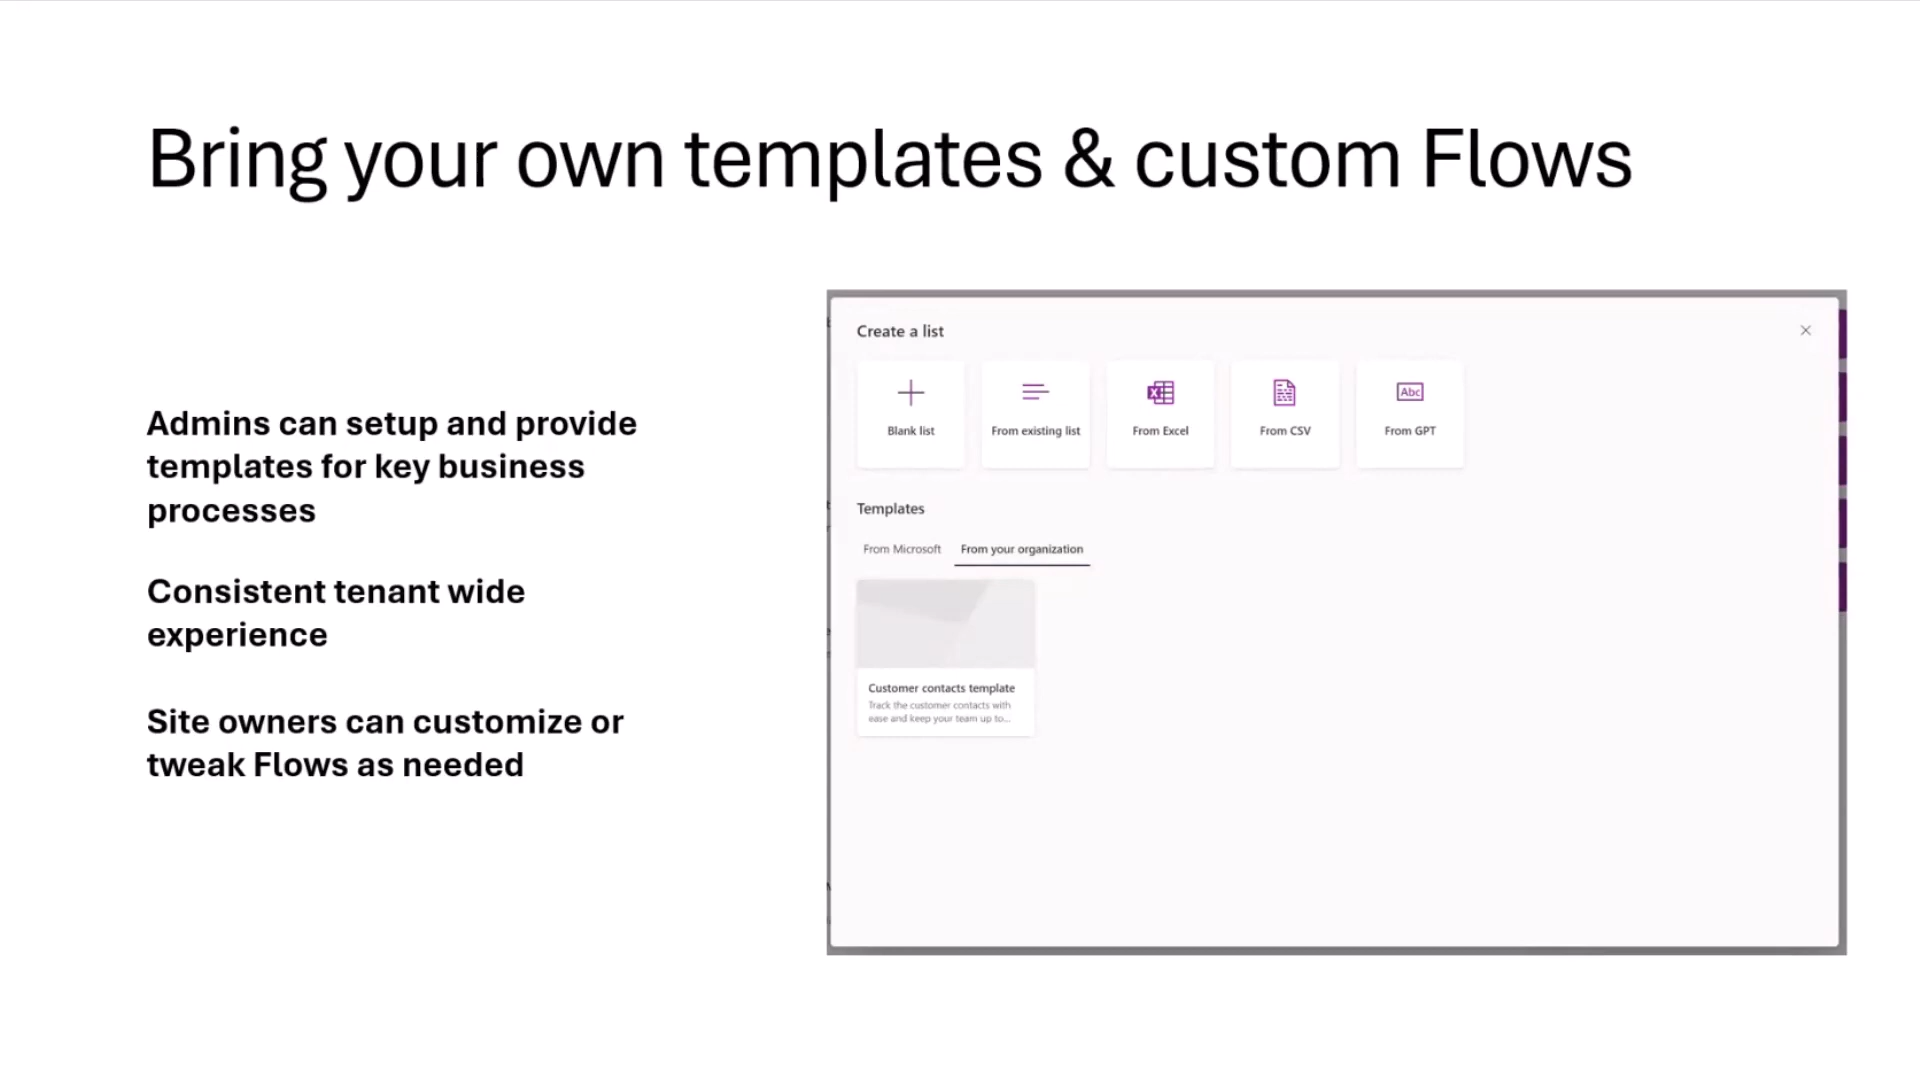 Bring your own templates & custom Flows
Admins can setup and provide
templates for key business
processes
Consistent tenant wide
experience
Site owners can customize or
tweak Flows as needed
Create a list
Blank list
From existing list
From Excel
From CSV
Abc
From GPT
Templates
From Microsoft
From your organization
Customer contacts template
Track the customer contacts with
ease and keep your team up to...